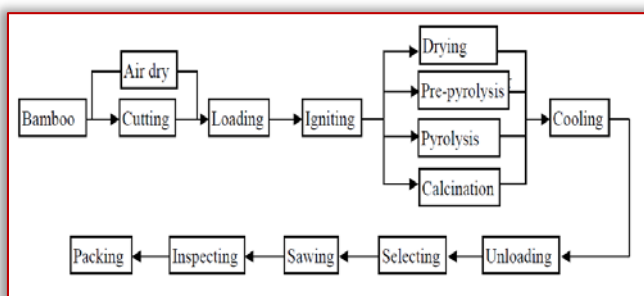 Air dry
Bamboo
Cutting
Loading
Igniting
Drying
Pre-pyrolysis
Pyrolysis
Calcination
Cooling
Packing
Inspecting
Sawing
Selecting
Unloading